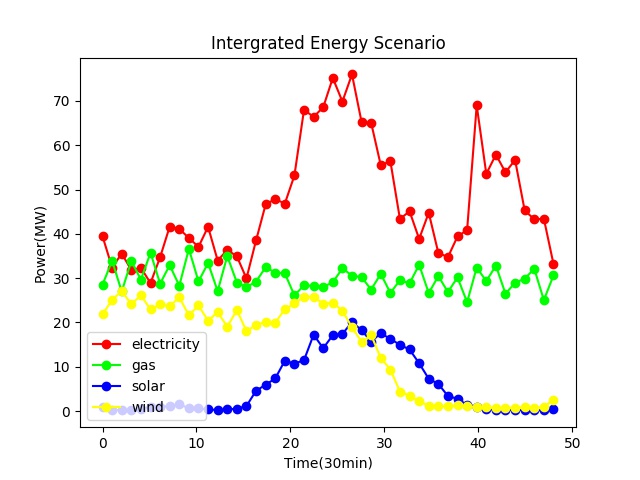 Intergrated Energy Scenario
Power(MW)
70
60
50
40
30
20
10
0
electricity
gas
solar
wind
0 10 20 30 40 50
Time(30min)